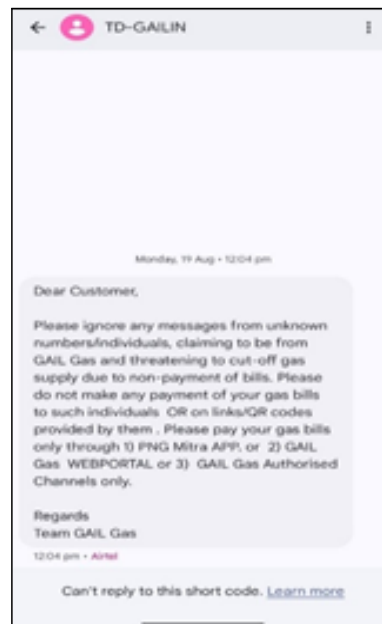 TD-GAILIN
Monday, 19 Aug • 12:04 pm
Dear Customer,
Please ignore any messages from unknown
numbers/individuals, claiming to be from
GAIL Gas and threatening to cut-off gas
supply due to non-payment of bills. Please
do not make any payment of your gas bills
to such individuals OR on links/QR codes
provided by them . Please pay your gas bills
only through 1) PNG Mitra APP, or 2) GAIL
Gas WEBPORTAL or 3) GAIL Gas Authorised
Channels only.
Regards
Team GAIL Gas
12:04 pm • Airtel
Can't reply to this short code. Learn more